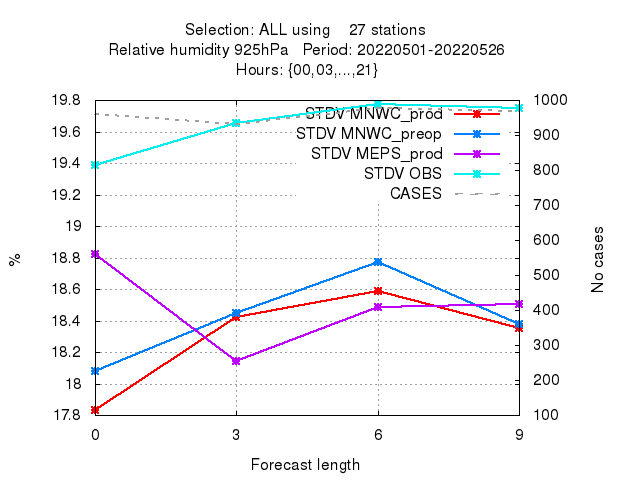 Selection: ALL using 27 stations
Relative humidity 925hPa Period: 20220501-20220526
Hours: {00,03,...,21}
19.8 1000
STDV MNWC_prod
19.6 900
STDV MNWC_preop
STDV MEPS_prod
19.4 800
STDV OBS
19.2 CASES
700
19
600
18.8
%
No cases
500
18.6
400
18.4
300
18.2
200
18
17.8 100
0 3 6 9
Forecast length